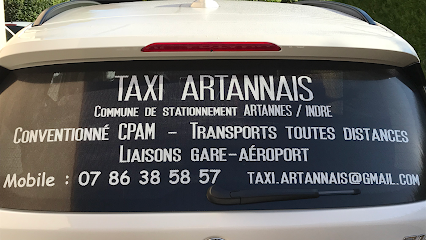 TAXI ARTANNAIS
COMMUNE DE STATIONNEMENT ARTANNES / INDRE
CONVENTIONNÉ CPAM – TRANSPORTS TOUTES DISTANCES
LIAISONS GARE-AÉROPORT
Mobile : 07 86 38 58 57 TAXI.ARTANNAIS@GMAIL.COM